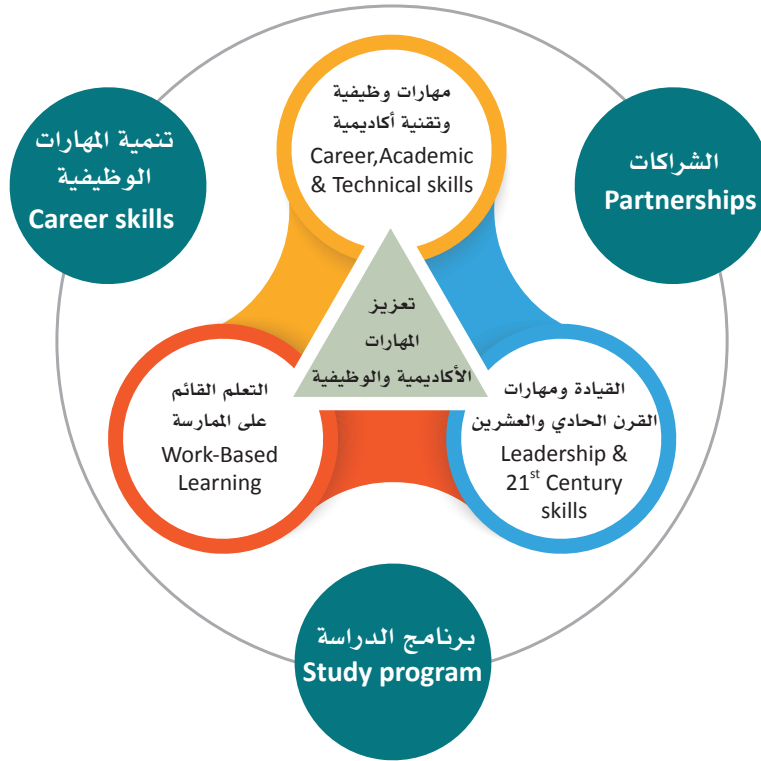 مهارات وظيفية
وتقنية أكاديمية
Career,Academic
& Technical skills
تنمية المهارات
الوظيفية
Career skills
الشراكات
Partnerships
تعزيز
المهارات
الأكاديمية والوظيفية
التعلم القائم
على الممارسة
Work-Based
Learning
القيادة ومهارات
القرن الحادي والعشرين
Leadership &
21st Century
skills
برنامج الدراسة
Study program